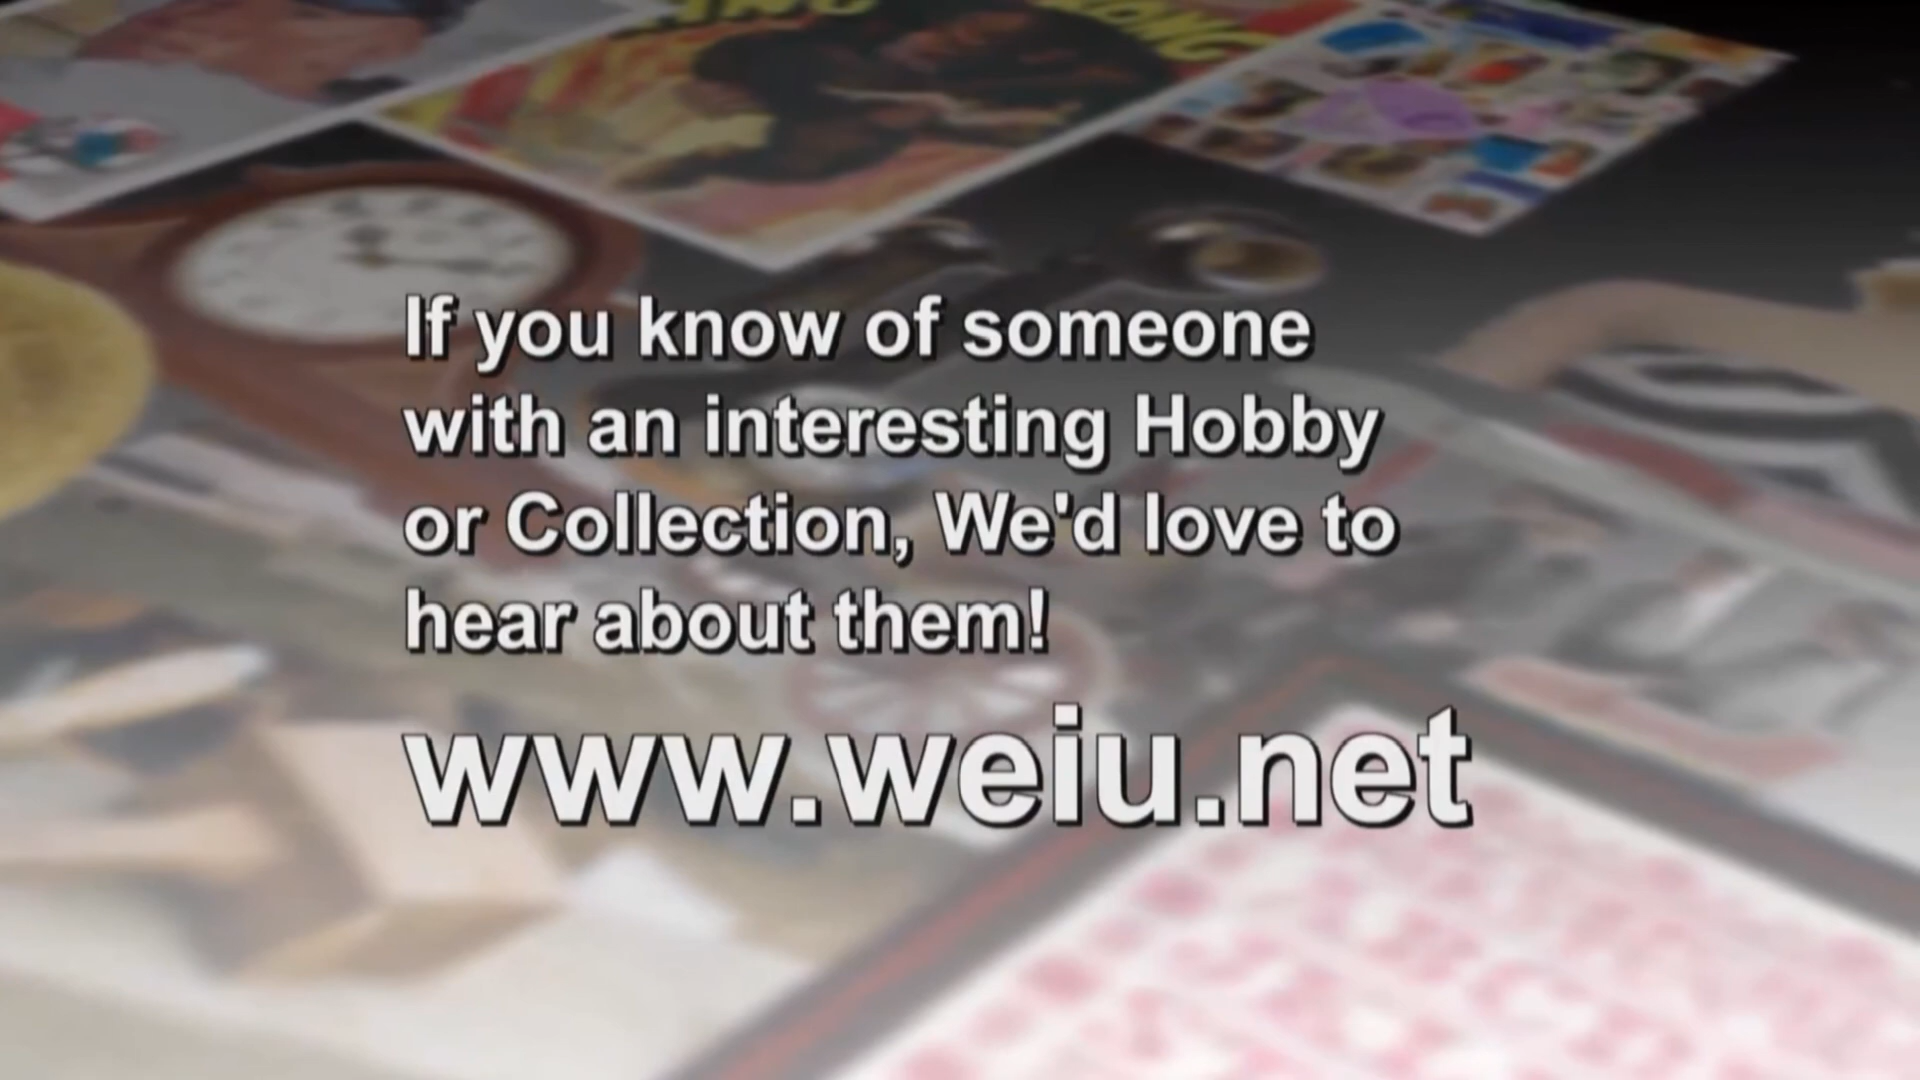 KONG
If you know of someone
with an interesting Hobby
or Collection, We'd love to
hear about them!
www.weiu.net